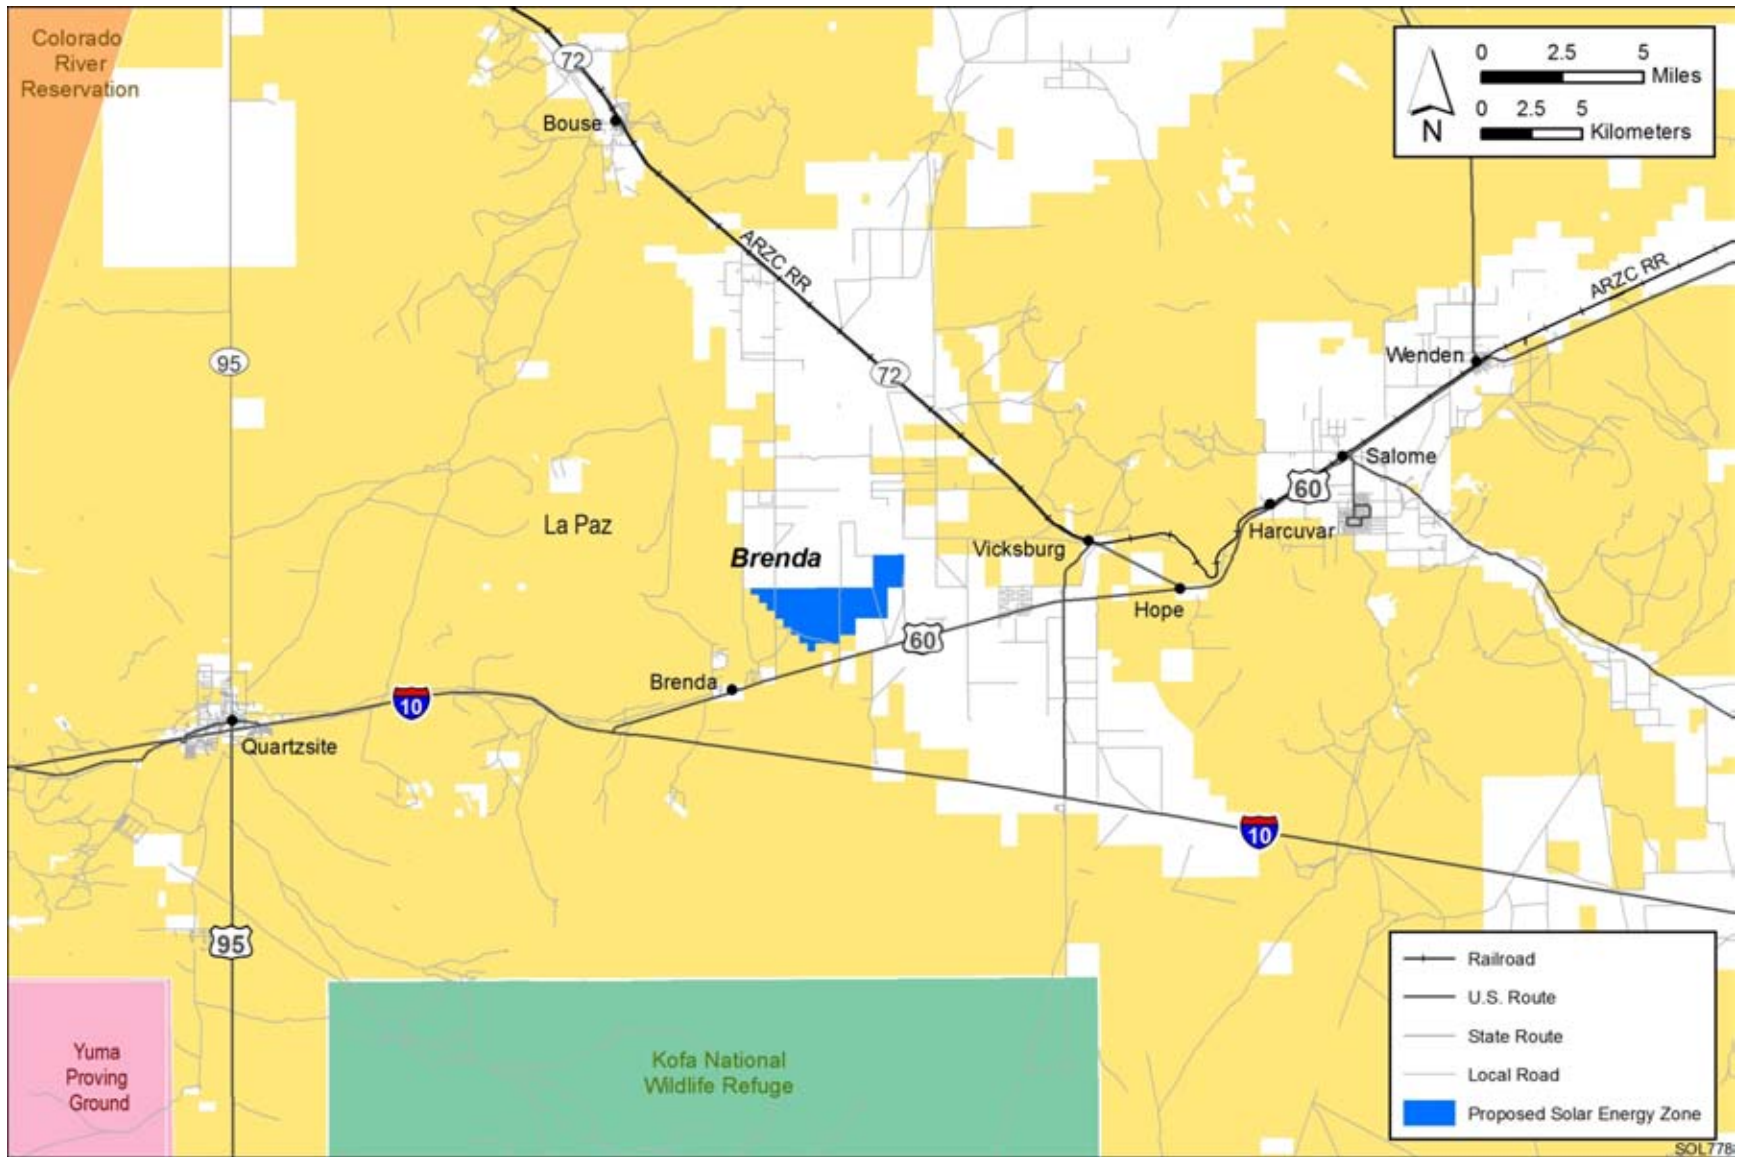 Colorado
River
Reservation
72
Bouse
0 2.5 5
Miles
0 2.5 5
Kilometers
N
ARZC RR
ARZC RR
95
72
Wenden
Salome
60
La Paz
Harcuvar
Brenda
Vicksburg
Hope
60
Brenda
10
Quartzsite
10
95
Railroad
U.S. Route
State Route
Local Road
Proposed Solar Energy Zone
Yuma
Proving
Ground
Kofa National
Wildlife Refuge